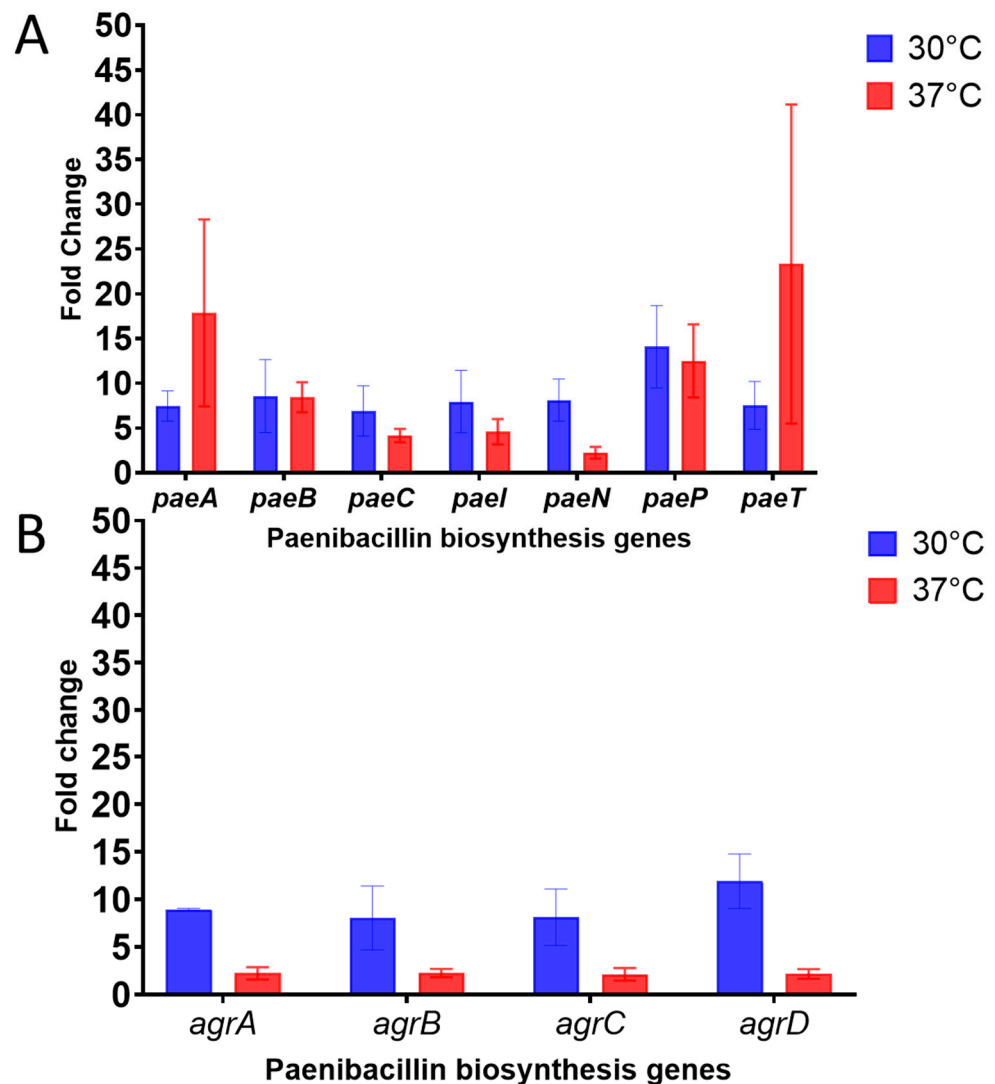 A
50
45
40
35
30
25
20
15
10
5
0
Fold Change
30°C
37°C
paeA paeB paeC paeI paeN paeP paeT
Paenibacillin biosynthesis genes
B
50
45
40
35
30
25
20
15
10
5
0
Fold change
30°C
37°C
agrA agrB agrC agrD
Paenibacillin biosynthesis genes